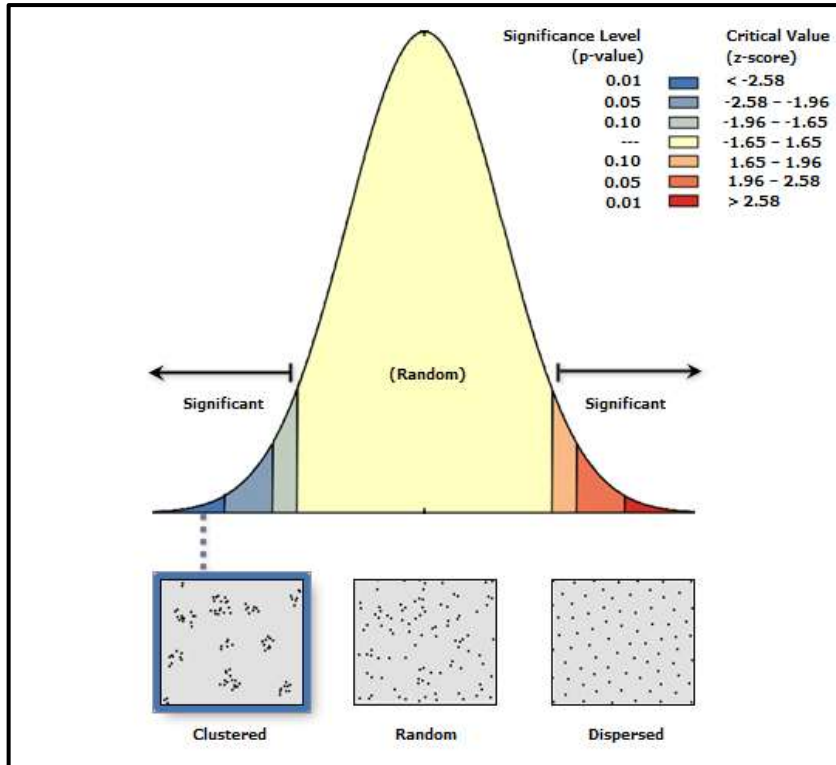 Significance Level Critical Value
(p-value) (z-score)
0.01 < -2.58
0.05 -2.58 – -1.96
0.10 -1.96 – -1.65
--- -1.65 – 1.65
0.10 1.65 – 1.96
0.05 1.96 – 2.58
0.01 > 2.58
(Random)
Significant Significant
Clustered Random Dispersed